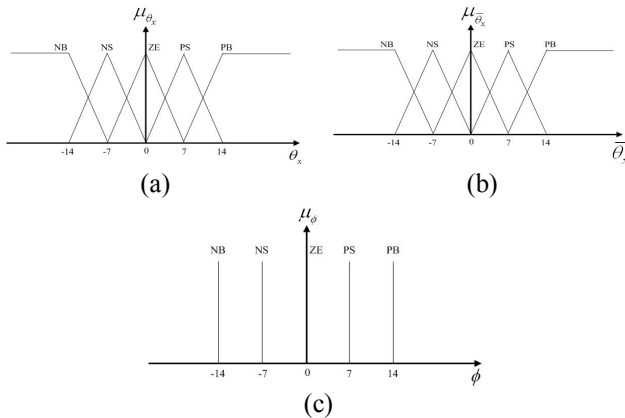 μθx
NB NS ZE PS PB
-14 -7 0 7 14 θx
(a)
μθ̅x
NB NS ZE PS PB
-14 -7 0 7 14 θ̅x
(b)
μϕ
NB NS ZE PS PB
-14 -7 0 7 14 ϕ
(c)